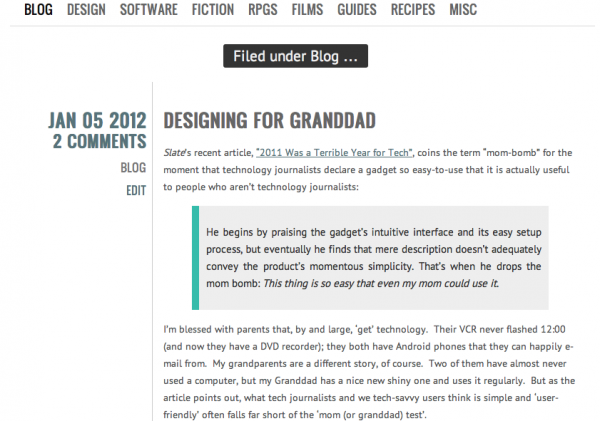 BLOG DESIGN SOFTWARE FICTION RPGS FILMS GUIDES RECIPES MISC
Filed under Blog ...
JAN 05 2012
2 COMMENTS
BLOG
EDIT
DESIGNING FOR GRANDDAD
Slate's recent article, "2011 Was a Terrible Year for Tech", coins the term "mom-bomb" for the
moment that technology journalists declare a gadget so easy-to-use that it is actually useful
to people who aren't technology journalists:
He begins by praising the gadget's intuitive interface and its easy setup
process, but eventually he finds that mere description doesn't adequately
convey the product's momentous simplicity. That's when he drops the
mom bomb: This thing is so easy that even my mom could use it.
I'm blessed with parents that, by and large, 'get' technology. Their VCR never flashed 12:00
(and now they have a DVD recorder); they both have Android phones that they can happily e-
mail from. My grandparents are a different story, of course. Two of them have almost never
used a computer, but my Granddad has a nice new shiny one and uses it regularly. But as the
article points out, what tech journalists and we tech-savvy users think is simple and 'user-
friendly' often falls far short of the 'mom (or granddad) test'.